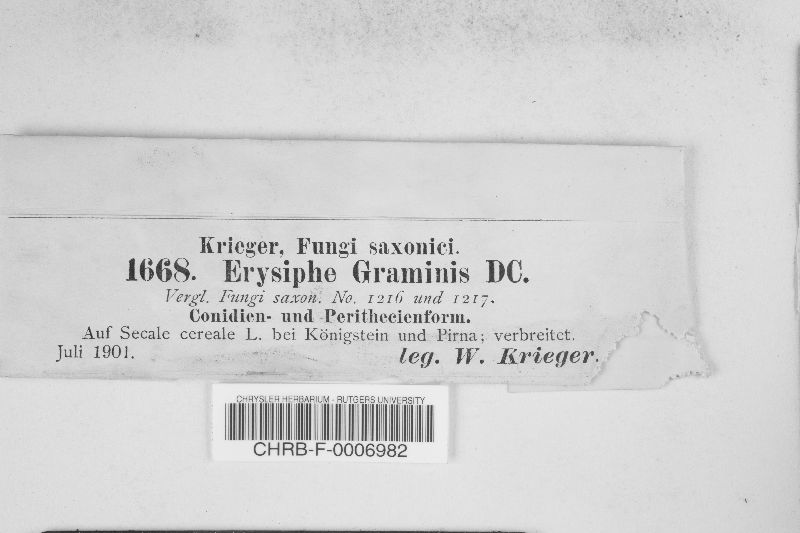 Krieger, Fungi saxonici.
1668. Erysiphe Graminis DC.
Vergl. Fungi saxon. No. 1216 und 1217.
Conidien- und Perithecienform.
Auf Secale cereale L. bei Königstein und Pirna; verbreitet.
Juli 1901. leg. W. Krieger.
CHRYSLER HERBARIUM - RUTGERS UNIVERSITY
CHRB-F-0006982